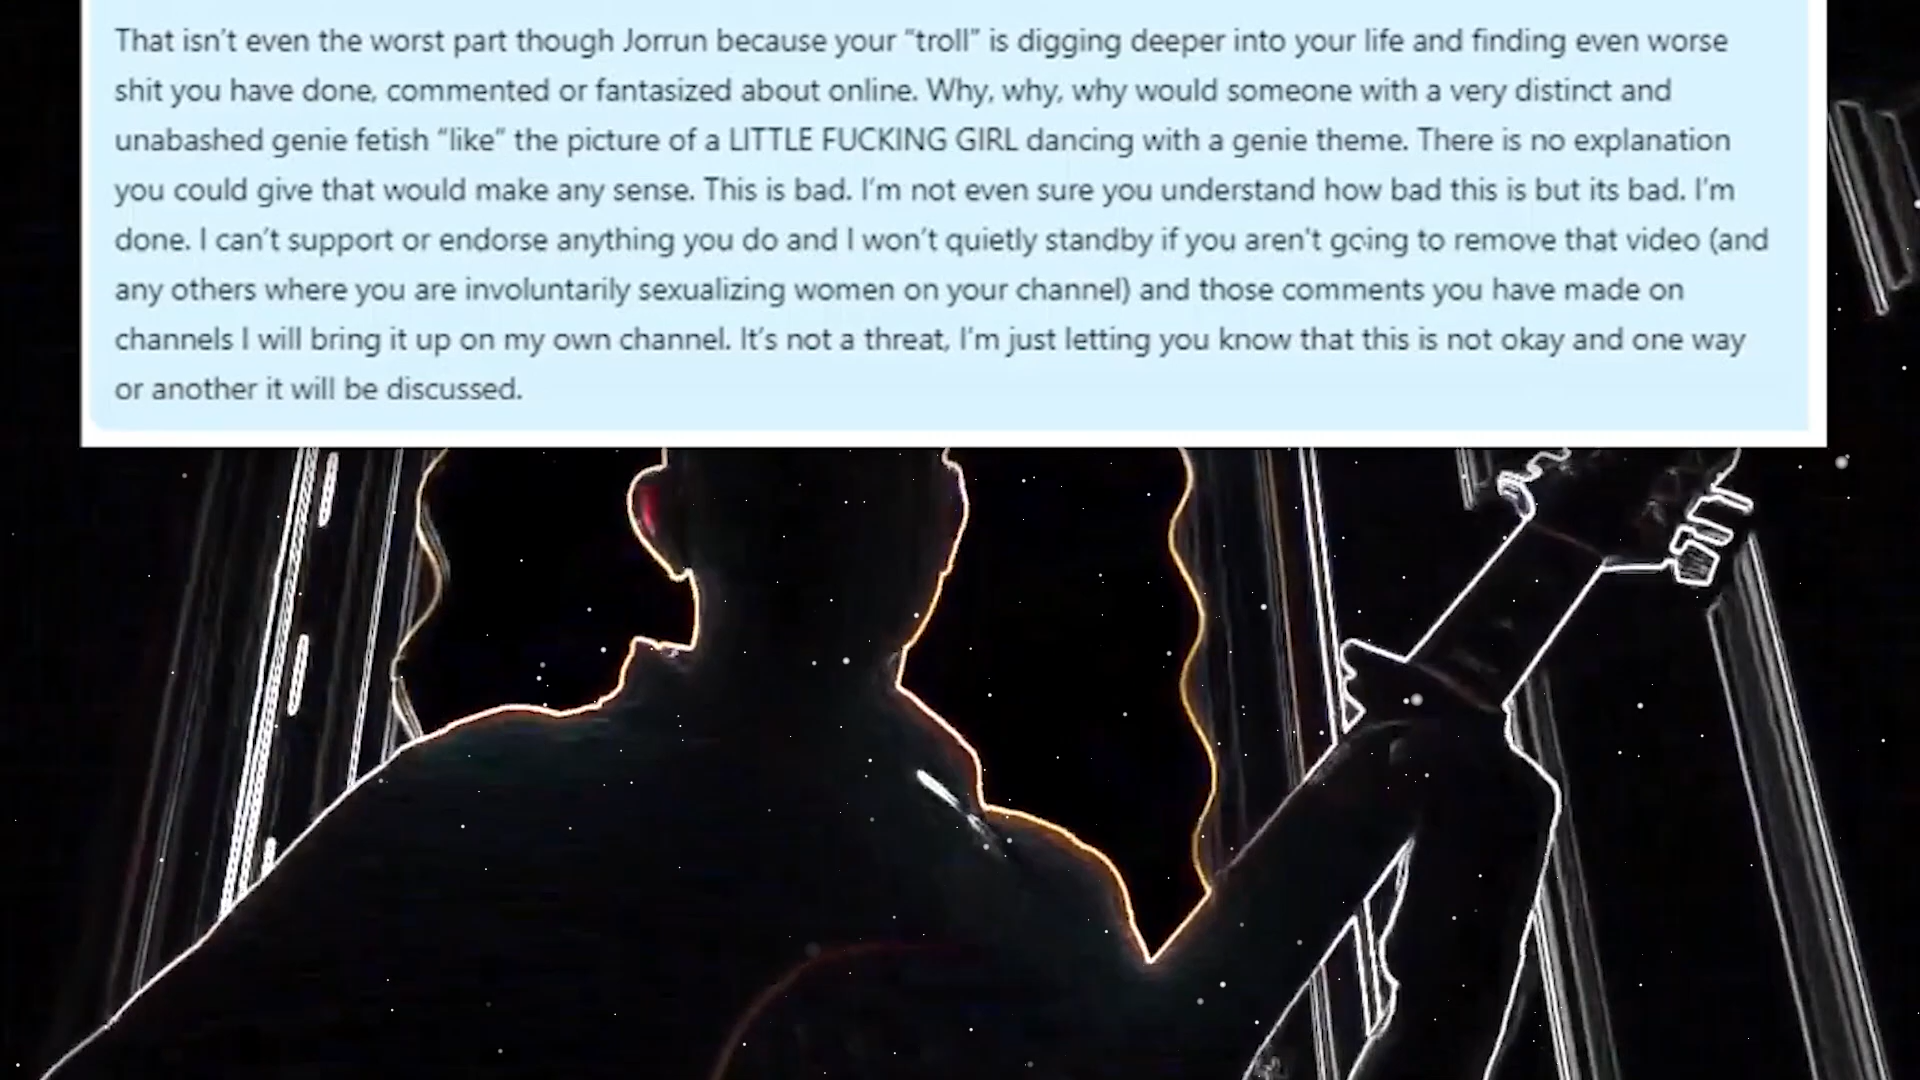 That isn't even the worst part though Jorrun because your “troll” is digging deeper into your life and finding even worse
shit you have done, commented or fantasized about online. Why, why, why would someone with a very distinct and
unabashed genie fetish “like” the picture of a LITTLE FUCKING GIRL dancing with a genie theme. There is no explanation
you could give that would make any sense. This is bad. I'm not even sure you understand how bad this is but its bad. I'm
done. I can't support or endorse anything you do and I won't quietly standby if you aren't going to remove that video (and
any others where you are involuntarily sexualizing women on your channel) and those comments you have made on
channels I will bring it up on my own channel. It's not a threat, I'm just letting you know that this is not okay and one way
or another it will be discussed.